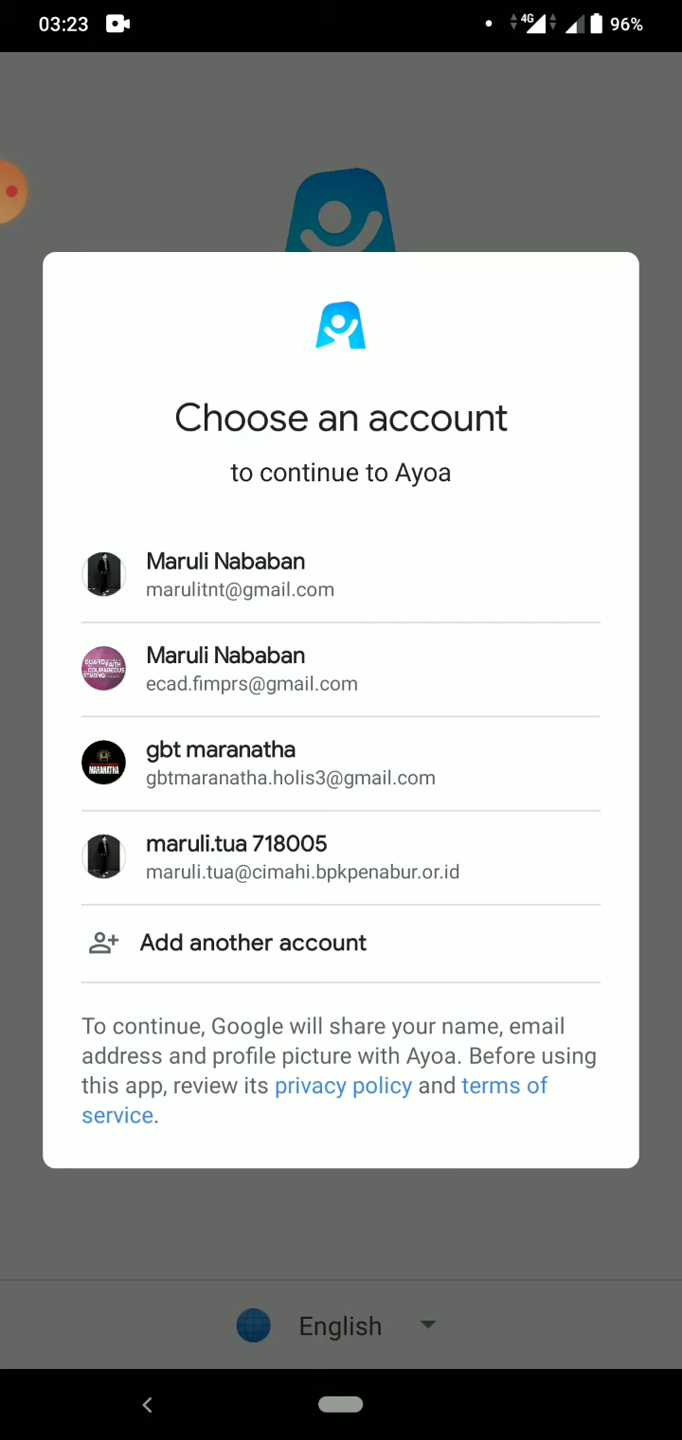 03:23
4G 96%
Choose an account
to continue to Ayoa
Maruli Nababan
marulitnt@gmail.com
Maruli Nababan
ecad.fimprs@gmail.com
gbt maranatha
MARANATHA
gbtmaranatha.holis3@gmail.com
maruli.tua 718005
maruli.tua@cimahi.bpkpenabur.or.id
Add another account
To continue, Google will share your name, email
address and profile picture with Ayoa. Before using
this app, review its privacy policy and terms of
service.
English